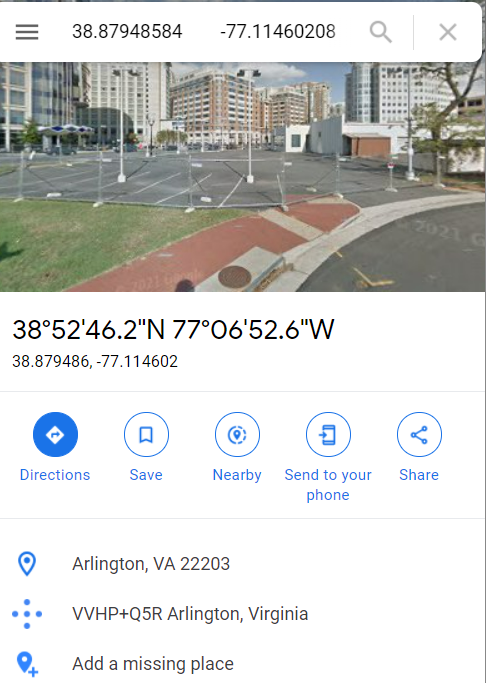 38.87948584 -77.11460208
© 2021 Google
38°52'46.2"N 77°06'52.6"W
38.879486, -77.114602
Directions
Save
Nearby
Send to your
phone
Share
Arlington, VA 22203
VVHP+Q5R Arlington, Virginia
Add a missing place